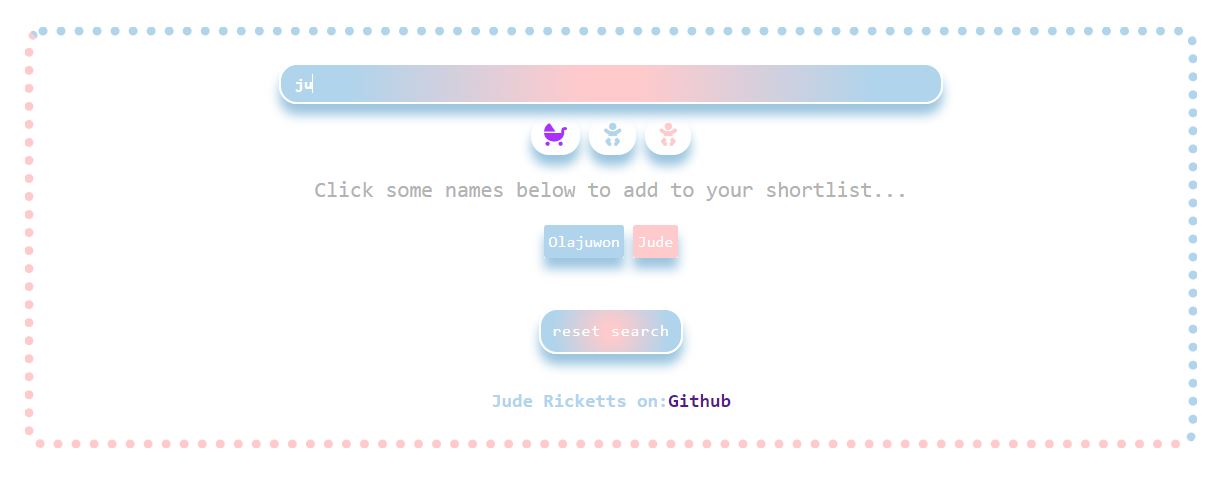 ju
Click some names below to add to your shortlist...
Olajuwon Jude
reset search
Jude Ricketts on:Github